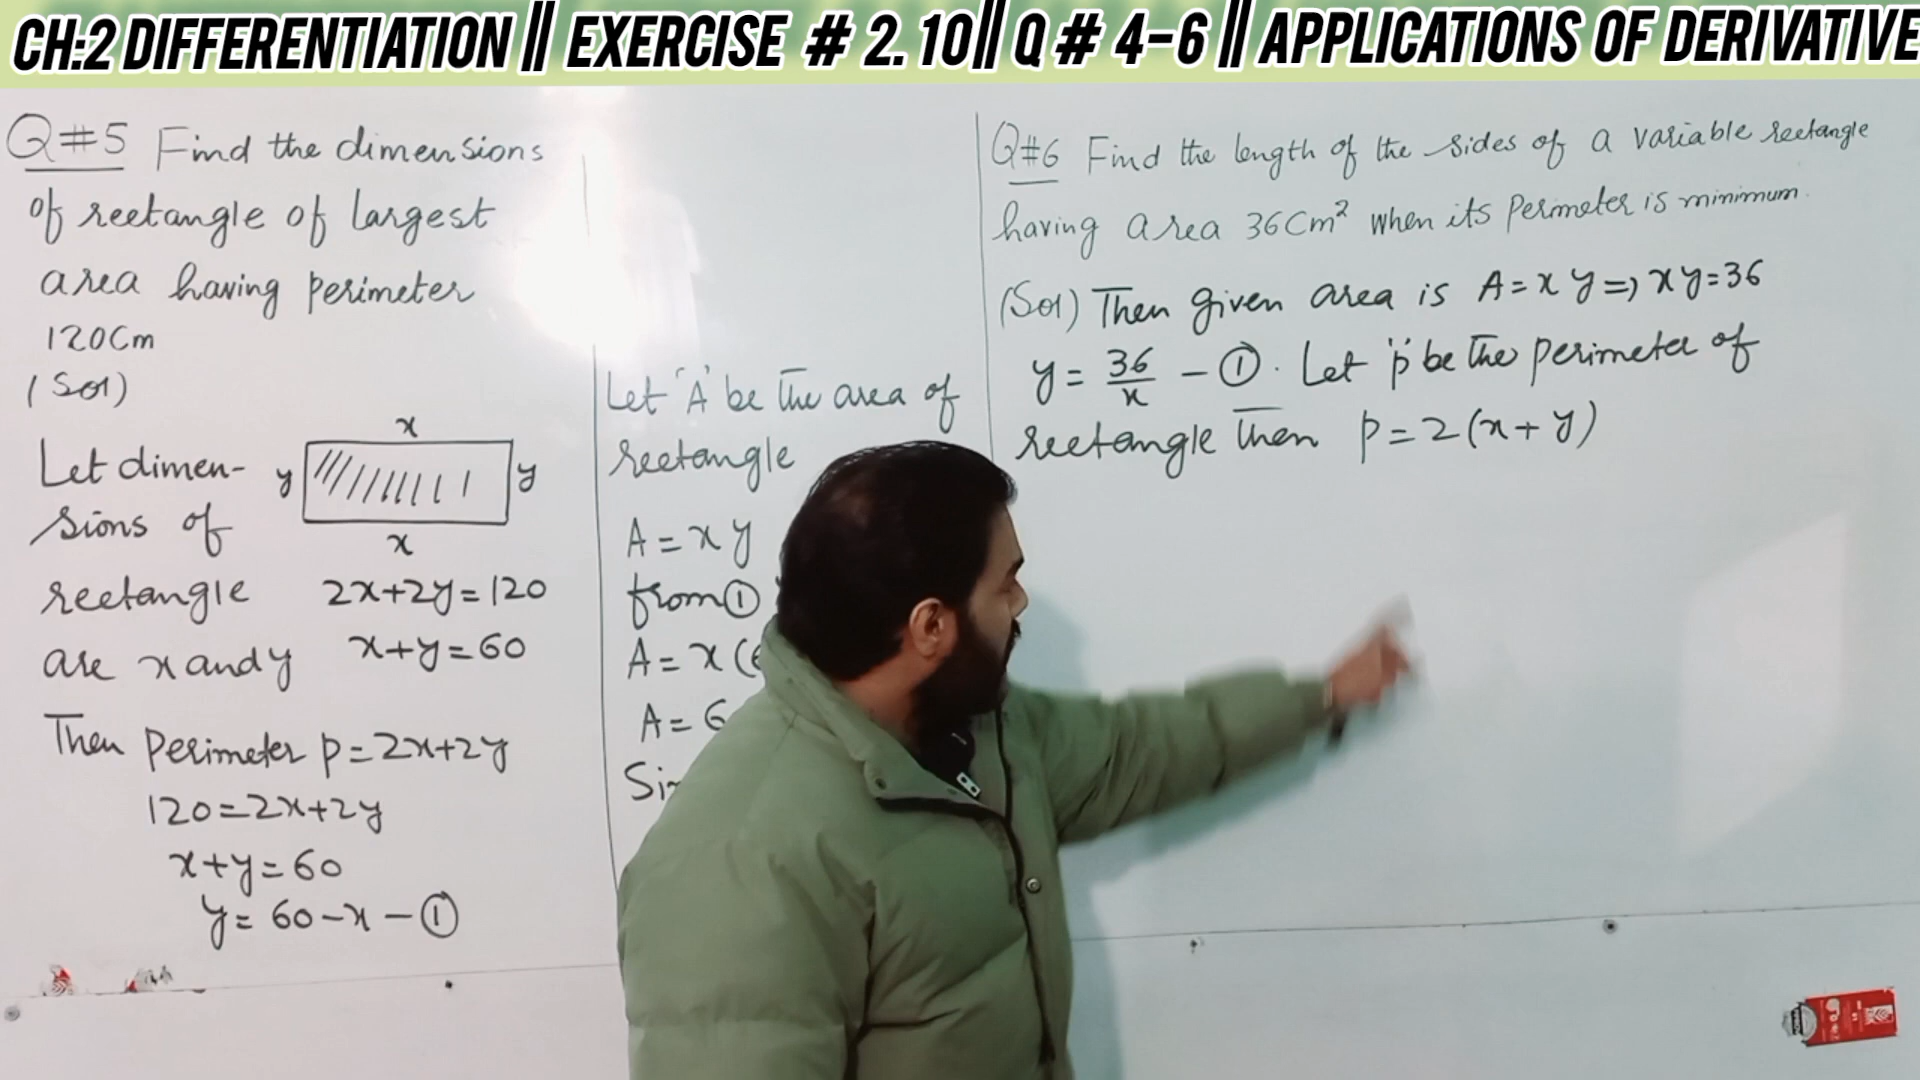 CH:2 DIFFERENTIATION || EXERCISE # 2.10 || Q # 4-6 || APPLICATIONS OF DERIVATIVE
Q#5 Find the dimensions
of rectangle of largest
area having perimeter
120Cm
(Sol)
Let dimen-
sions of
rectangle
are x and y
x
y
y
x
2x+2y=120
x+y=60
Then perimeter p=2x+2y
120=2x+2y
x+y=60
y=60-x-①
Let 'A' be the area of
rectangle
A=xy
from①
A=x(
A=6
Q#6 Find the length of the sides of a variable rectangle
having area 36Cm² when its perimeter is minimum.
(Sol) Then given area is A=xy⇒xy=36
y=36/x-①. Let 'p' be the perimeter of
rectangle Then p=2(x+y)